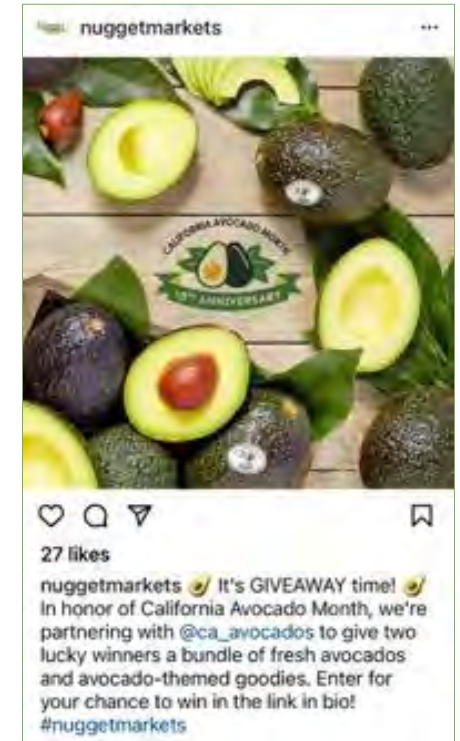 nuggetmarkets
CALIFORNIA AVOCADO MONTH
10TH ANNIVERSARY
27 likes
nuggetmarkets 🥑 It's GIVEAWAY time! 🥑
In honor of California Avocado Month, we're
partnering with @ca_avocados to give two
lucky winners a bundle of fresh avocados
and avocado-themed goodies. Enter for
your chance to win in the link in bio!
#nuggetmarkets